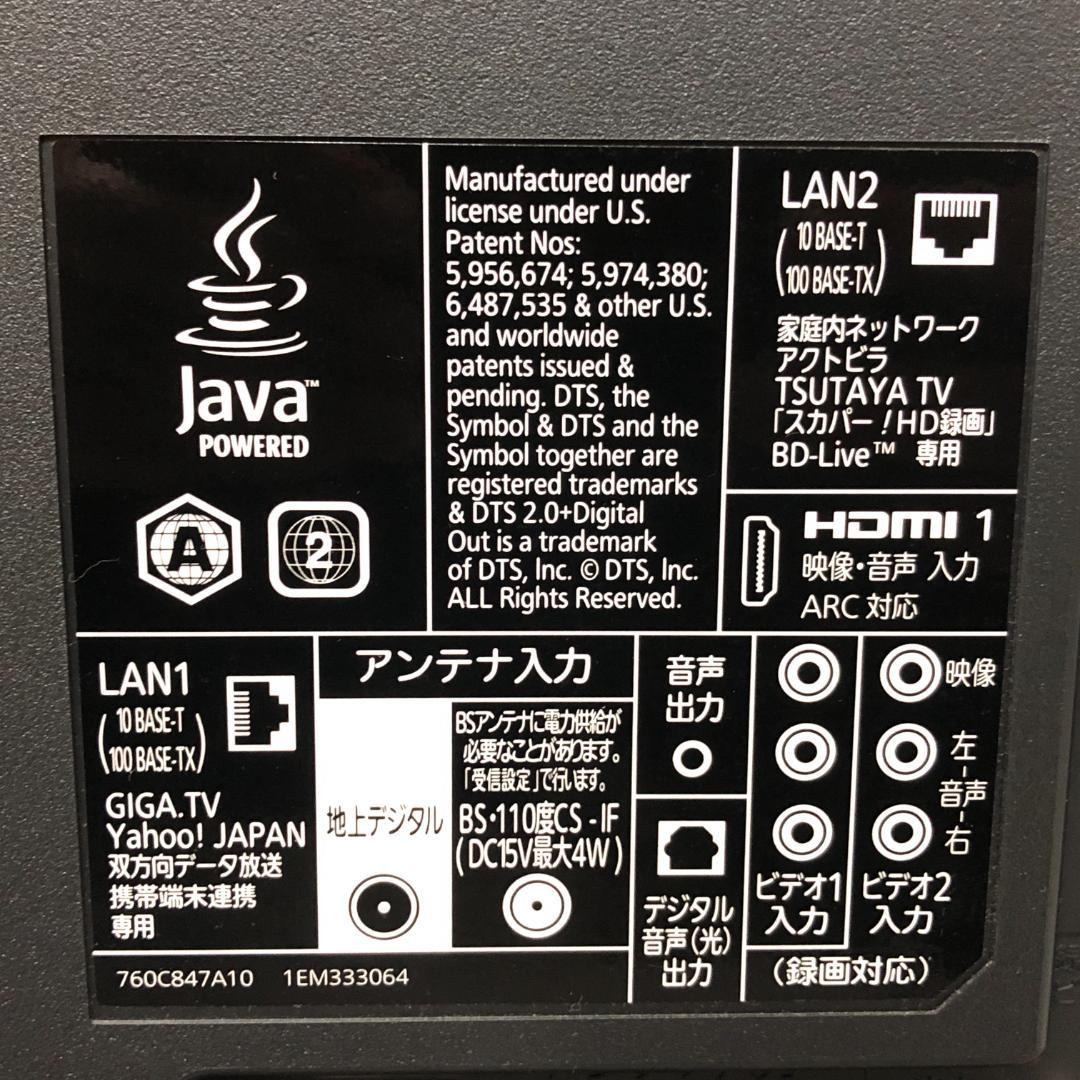 Java™
POWERED
A
2
Manufactured under
license under U.S.
Patent Nos:
5,956,674; 5,974,380;
6,487,535 & other U.S.
and worldwide
patents issued &
pending. DTS, the
Symbol & DTS and the
Symbol together are
registered trademarks
& DTS 2.0+Digital
Out is a trademark
of DTS, Inc. © DTS, Inc.
ALL Rights Reserved.
LAN2
(10 BASE-T
100 BASE-TX)
家庭内ネットワーク
アクトビラ
TSUTAYA TV
「スカパー!HD録画」
BD-Live™ 専用
HDMI 1
映像・音声 入力
ARC 対応
LAN1
(10 BASE-T
100 BASE-TX)
GIGA.TV
Yahoo! JAPAN
双方向データ放送
携帯端末連携
専用
アンテナ入力
地上デジタル
BSアンテナに電力供給が
必要なことがあります。
「受信設定」で行います。
BS・110度CS-IF
(DC15V最大4W)
音声
出力
デジタル
音声(光)
出力
映像
左-音声-右
ビデオ1
入力
ビデオ2
入力
(録画対応)
760C847A10 1EM333064